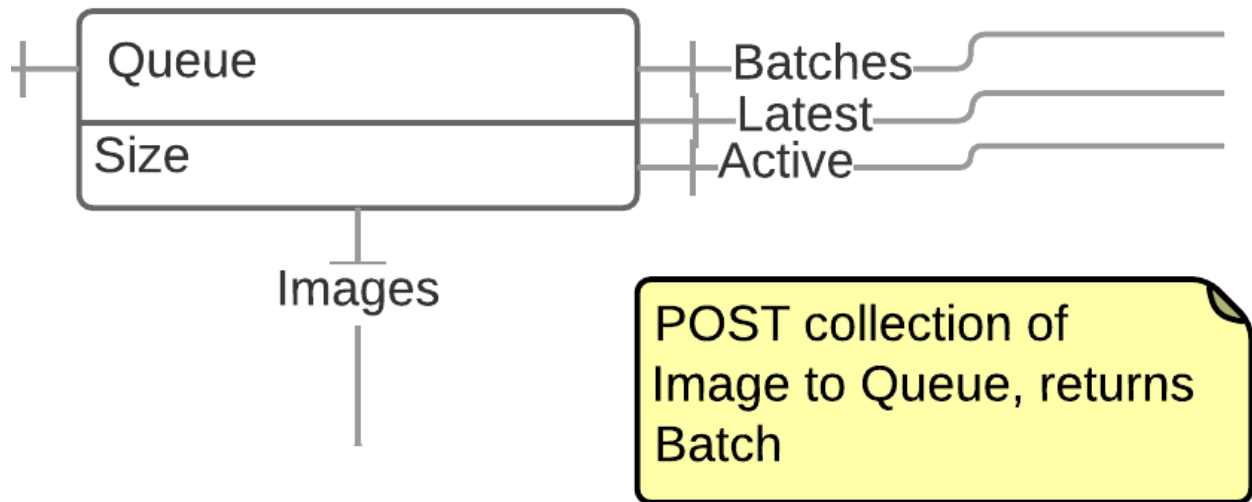 Queue
Batches
Latest
Size
Active
Images
POST collection of
Image to Queue, returns
Batch